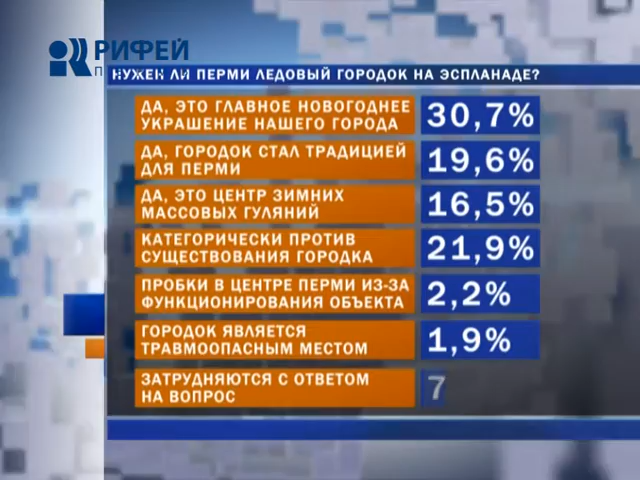 РИФЕЙ
НУЖЕН ЛИ ПЕРМИ ЛЕДОВЫЙ ГОРОДОК НА ЭСПЛАНАДЕ?
ДА, ЭТО ГЛАВНОЕ НОВОГОДНЕЕ
УКРАШЕНИЕ НАШЕГО ГОРОДА
30,7%
ДА, ГОРОДОК СТАЛ ТРАДИЦИЕЙ
ДЛЯ ПЕРМИ
19,6%
ДА, ЭТО ЦЕНТР ЗИМНИХ
МАССОВЫХ ГУЛЯНИЙ
16,5%
КАТЕГОРИЧЕСКИ ПРОТИВ
СУЩЕСТВОВАНИЯ ГОРОДКА
21,9%
ПРОБКИ В ЦЕНТРЕ ПЕРМИ ИЗ-ЗА
ФУНКЦИОНИРОВАНИЯ ОБЪЕКТА
2,2%
ГОРОДОК ЯВЛЯЕТСЯ
ТРАВМООПАСНЫМ МЕСТОМ
1,9%
ЗАТРУДНЯЮТСЯ С ОТВЕТОМ
НА ВОПРОС
7